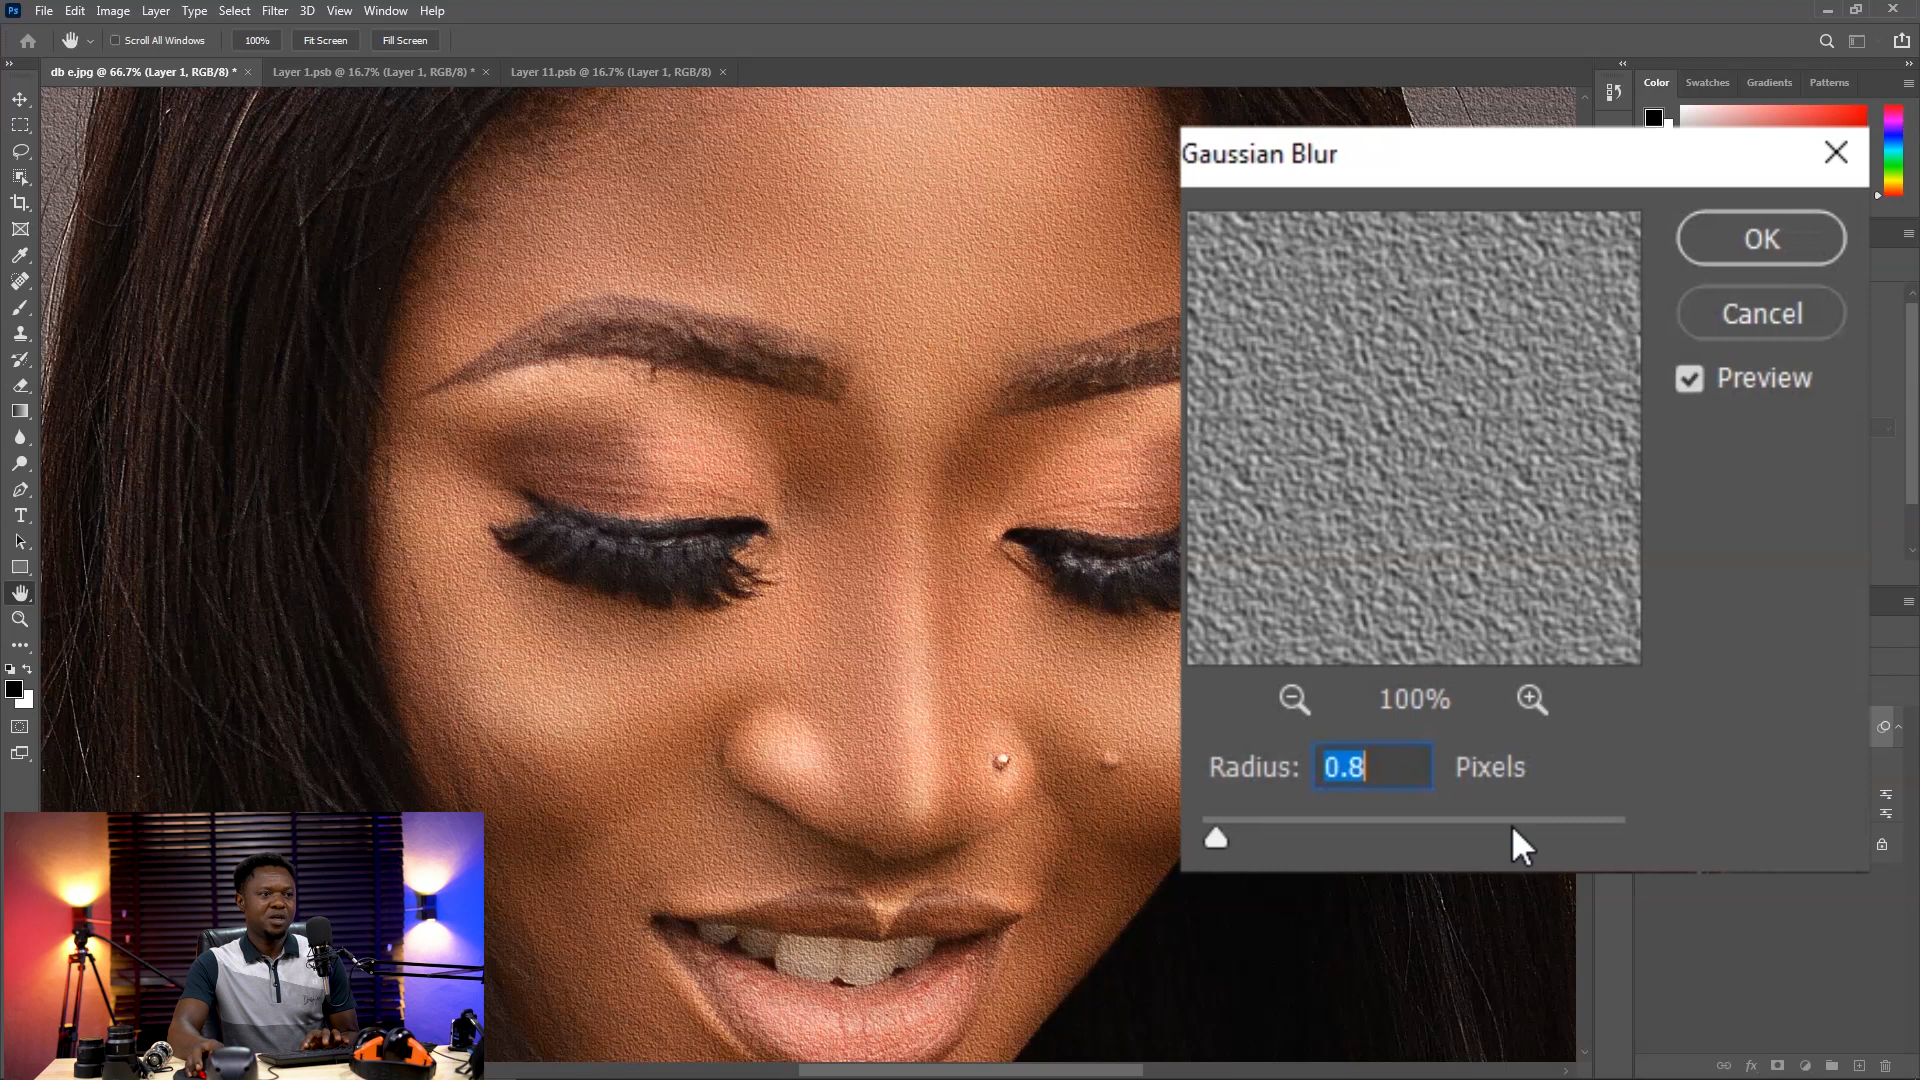 Ps File Edit Image Layer Type Select Filter 3D View Window Help
Scroll All Windows 100% Fit Screen Fill Screen
db e.jpg @ 66.7% (Layer 1, RGB/8) * × Layer 1.psb @ 16.7% (Layer 1, RGB/8) * × Layer 11.psb @ 16.7% (Layer 1, RGB/8) ×
Color Swatches Gradients Patterns
Gaussian Blur
OK
Cancel
Preview
100%
Radius: 0.8 Pixels
T
fx